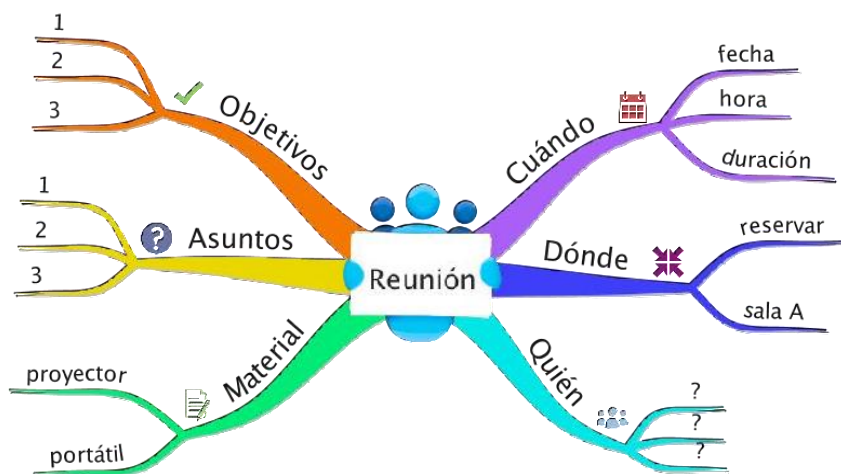 Reunión
Objetivos
1
2
3
Asuntos
1
2
3
Material
proyector
portátil
Cuándo
fecha
hora
duración
Dónde
reservar
sala A
Quién
?
?
?